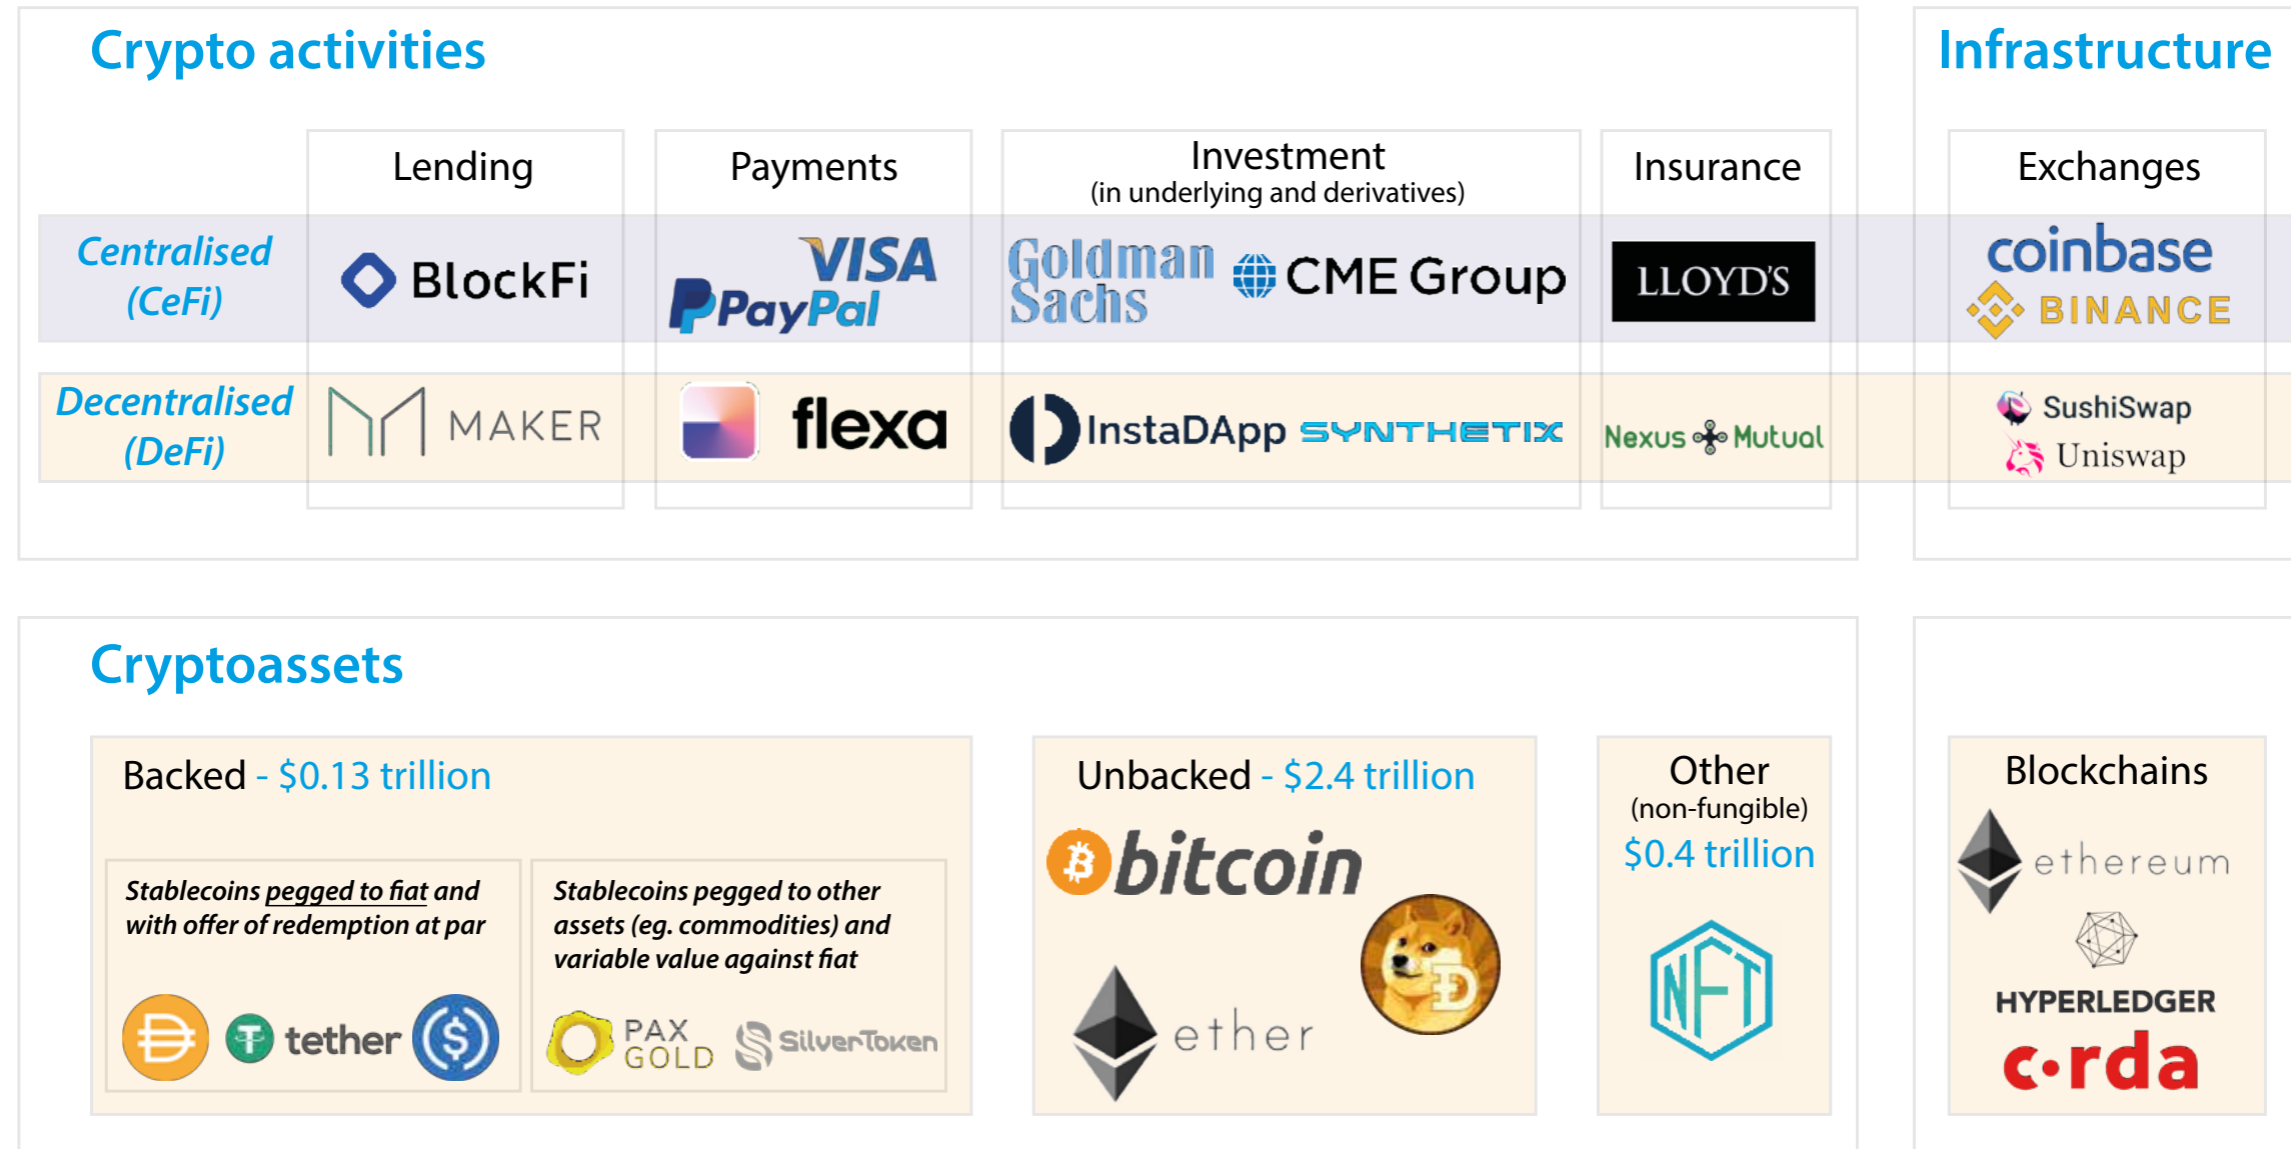 Crypto activities
Infrastructure
Lending
Payments
Investment
(in underlying and derivatives)
Insurance
Exchanges
Centralised
(CeFi)
BlockFi
VISA
PayPal
Goldman
Sachs
CME Group
LLOYD'S
coinbase
BINANCE
Decentralised
(DeFi)
MAKER
flexa
InstaDApp
SYNTHETIX
Nexus Mutual
SushiSwap
Uniswap
Cryptoassets
Backed - $0.13 trillion
Stablecoins pegged to fiat and
with offer of redemption at par
tether
Stablecoins pegged to other
assets (eg. commodities) and
variable value against fiat
PAX
GOLD
SilverToken
Unbacked - $2.4 trillion
bitcoin
ether
Other
(non-fungible)
$0.4 trillion
NFT
Blockchains
ethereum
HYPERLEDGER
c·rda